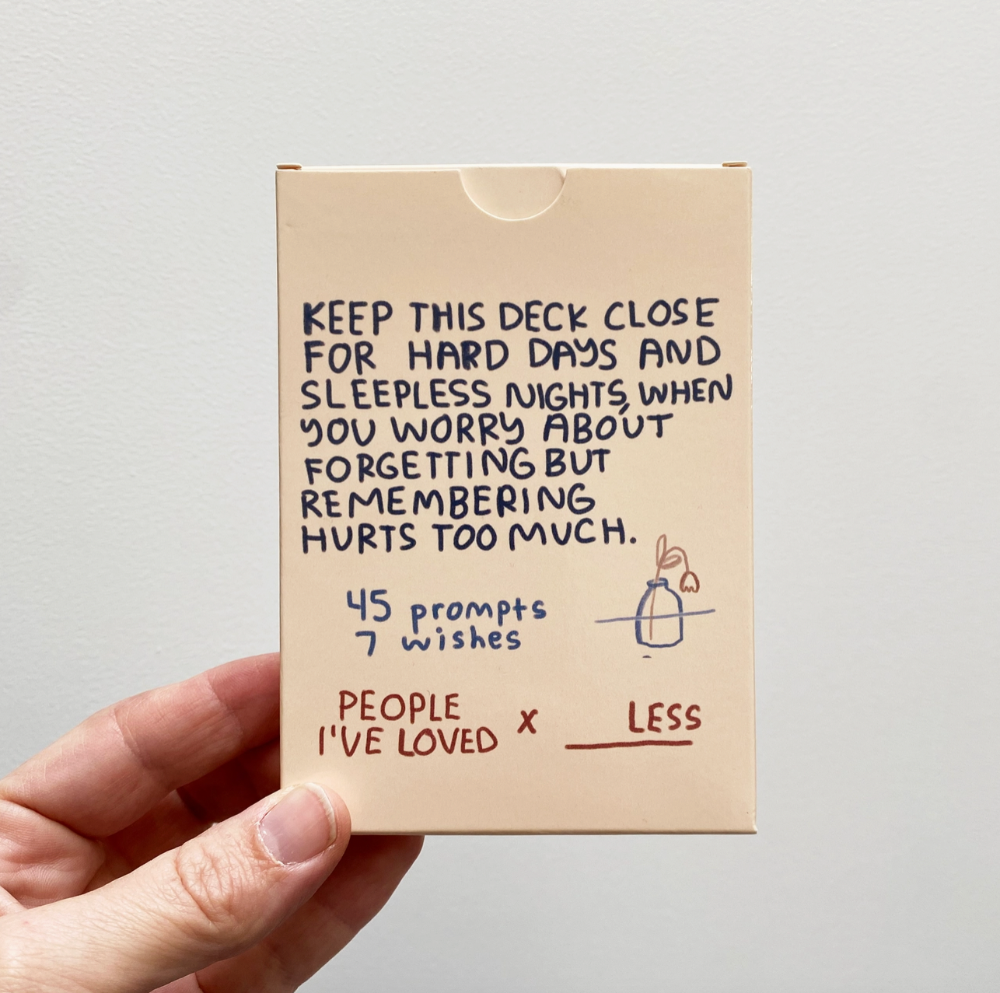 KEEP THIS DECK CLOSE
FOR HARD DAYS AND
SLEEPLESS NIGHTS, WHEN
YOU WORRY ABOUT
FORGETTING BUT
REMEMBERING
HURTS TOO MUCH.
45 prompts
7 wishes
PEOPLE
I'VE LOVED x ____LESS